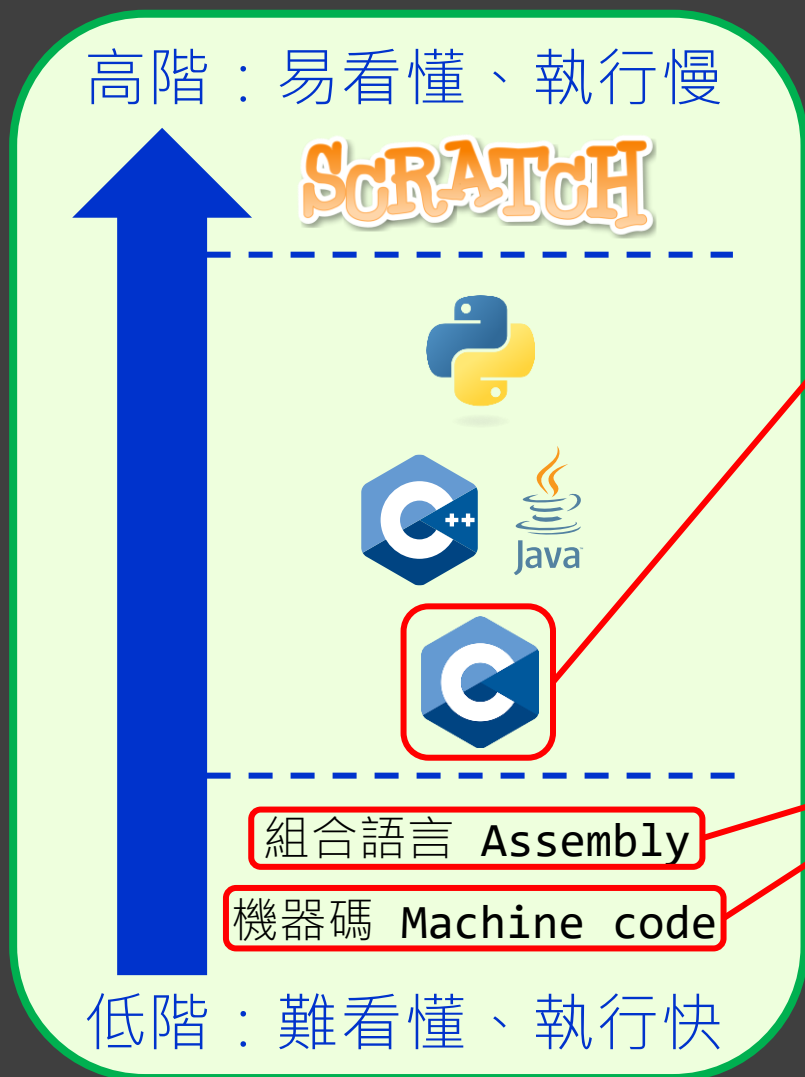 高階：易看懂、執行慢
SCRATCH
C++
Java
C
組合語言 Assembly
機器碼 Machine code
低階：難看懂、執行快